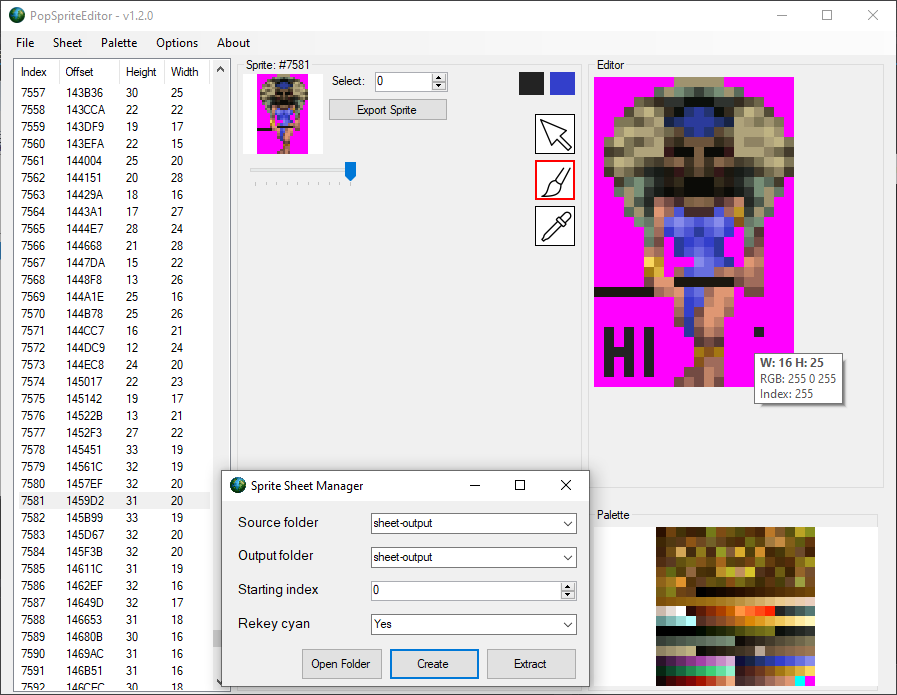 PopSpriteEditor - v1.2.0
File Sheet Palette Options About
Index Offset Height Width
7557 143B36 30 25
7558 143CCA 22 22
7559 143DF9 19 17
7560 143EFA 22 15
7561 144004 25 20
7562 144151 20 28
7563 14429A 18 16
7564 1443A1 17 27
7565 1444E7 28 24
7566 144668 21 28
7567 1447DA 15 22
7568 1448F8 13 26
7569 144A1E 25 16
7570 144B78 25 26
7571 144CC7 16 21
7572 144DC9 12 24
7573 144EC8 24 20
7574 145017 22 23
7575 145142 19 17
7576 14522B 13 21
7577 1452F3 27 22
7578 145451 33 19
7579 14561C 32 19
7580 1457EF 32 20
7581 1459D2 31 20
7582 145B99 33 19
7583 145D67 32 20
7584 145F3B 32 20
7585 14611C 31 19
7586 1462EF 32 16
7587 14649D 32 17
7588 146653 31 18
7589 14680B 30 16
7590 1469AC 31 16
7591 146B51 31 16
7592 146CFC 30 18
Sprite: #7581
Select: 0
Export Sprite
Editor
HI
W: 16 H: 25
RGB: 255 0 255
Index: 255
Palette
Sprite Sheet Manager
Source folder sheet-output
Output folder sheet-output
Starting index 0
Rekey cyan Yes
Open Folder Create Extract